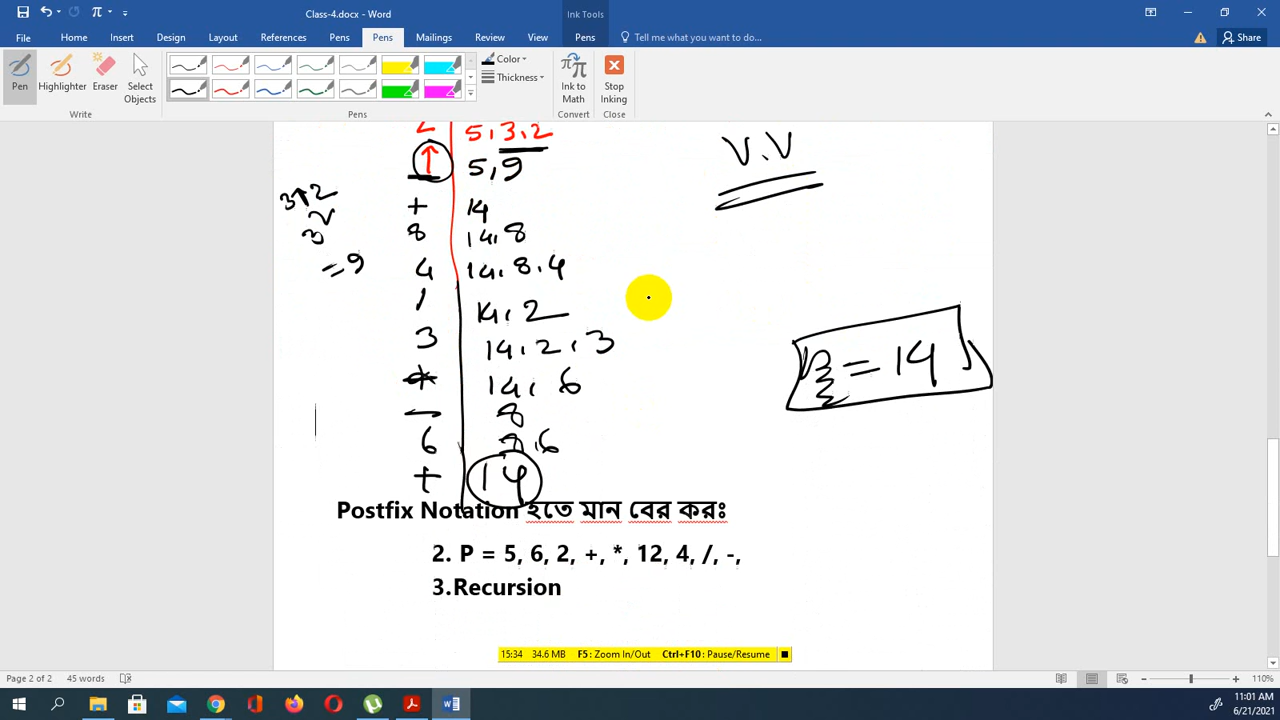 Class-4.docx - Word
Ink Tools
File Home Insert Draw Design Layout References Pens Mailings Review View Pens Tell me what you want to do... Share
Pen Highlighter Eraser Select Objects
Color
Thickness
Ink to Math
Stop Inking
Write Pens Convert Close
2 5,3,2
↑ 5,9
V.V
3↑2
3²
=9
+ 14
8 14,8
4 14,8,4
/ 14,2
3 14,2,3
* 14,6
- 8
6 8,6
+ 14
= 14
Postfix Notation হতে মান বের করঃ
2. P = 5, 6, 2, +, *, 12, 4, /, -,
3.Recursion
15:34 34.6 MB F5: Zoom In/Out Ctrl+F10: Pause/Resume
Page 2 of 2 45 words 110%
11:01 AM
6/21/2021